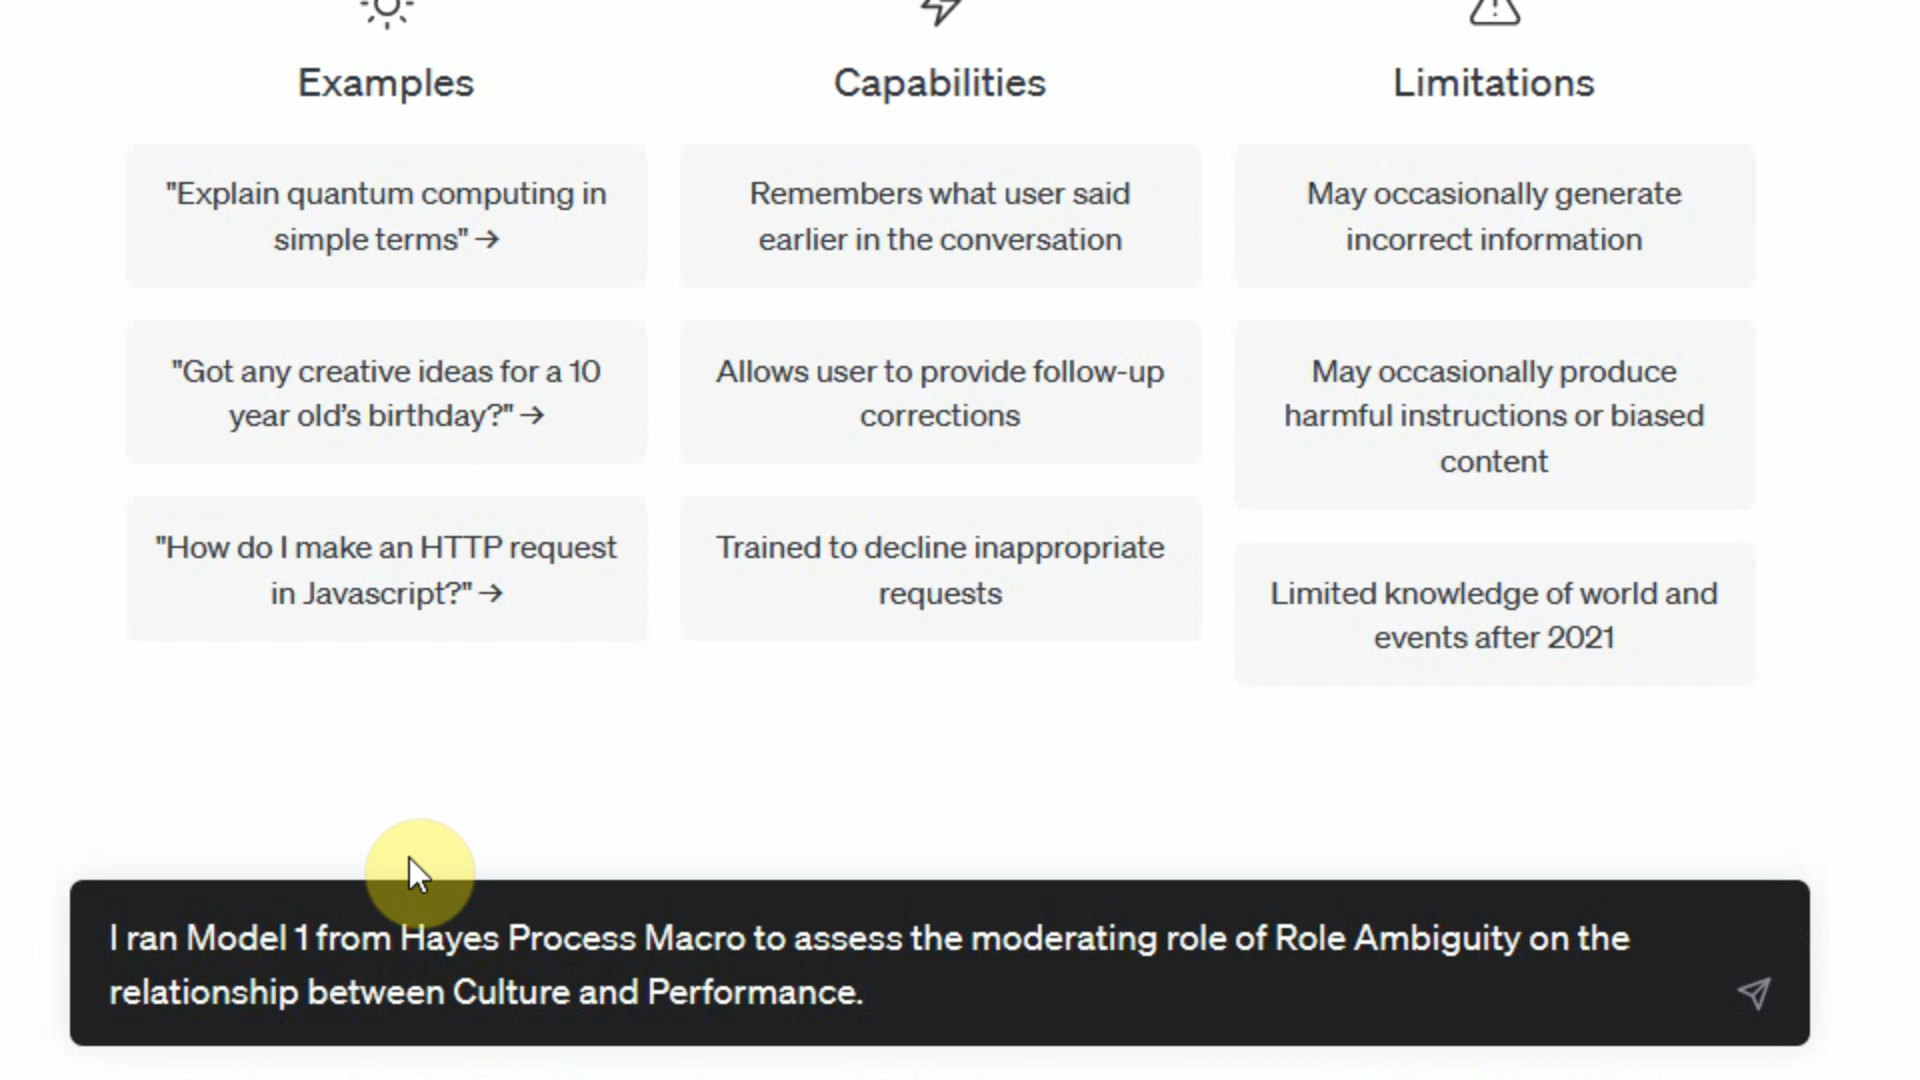 Examples
Capabilities
Limitations
"Explain quantum computing in
simple terms" →
Remembers what user said
earlier in the conversation
May occasionally generate
incorrect information
"Got any creative ideas for a 10
year old’s birthday?" →
Allows user to provide follow-up
corrections
May occasionally produce
harmful instructions or biased
content
"How do I make an HTTP request
in Javascript?" →
Trained to decline inappropriate
requests
Limited knowledge of world and
events after 2021
I ran Model 1 from Hayes Process Macro to assess the moderating role of Role Ambiguity on the
relationship between Culture and Performance.